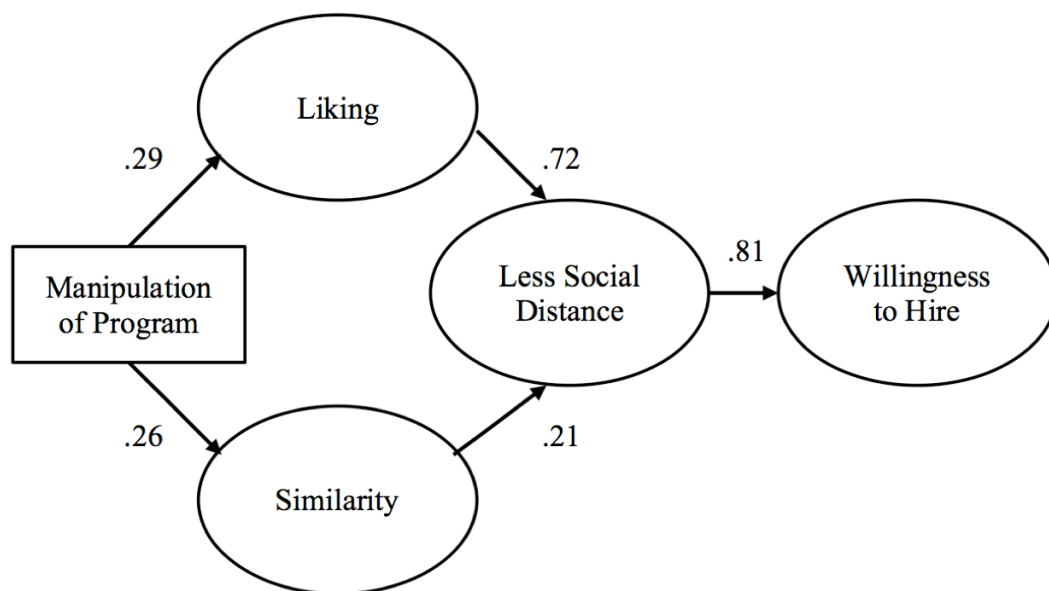 Liking
.29
.72
Manipulation
of Program
Less Social
Distance
.81
Willingness
to Hire
.26
.21
Similarity